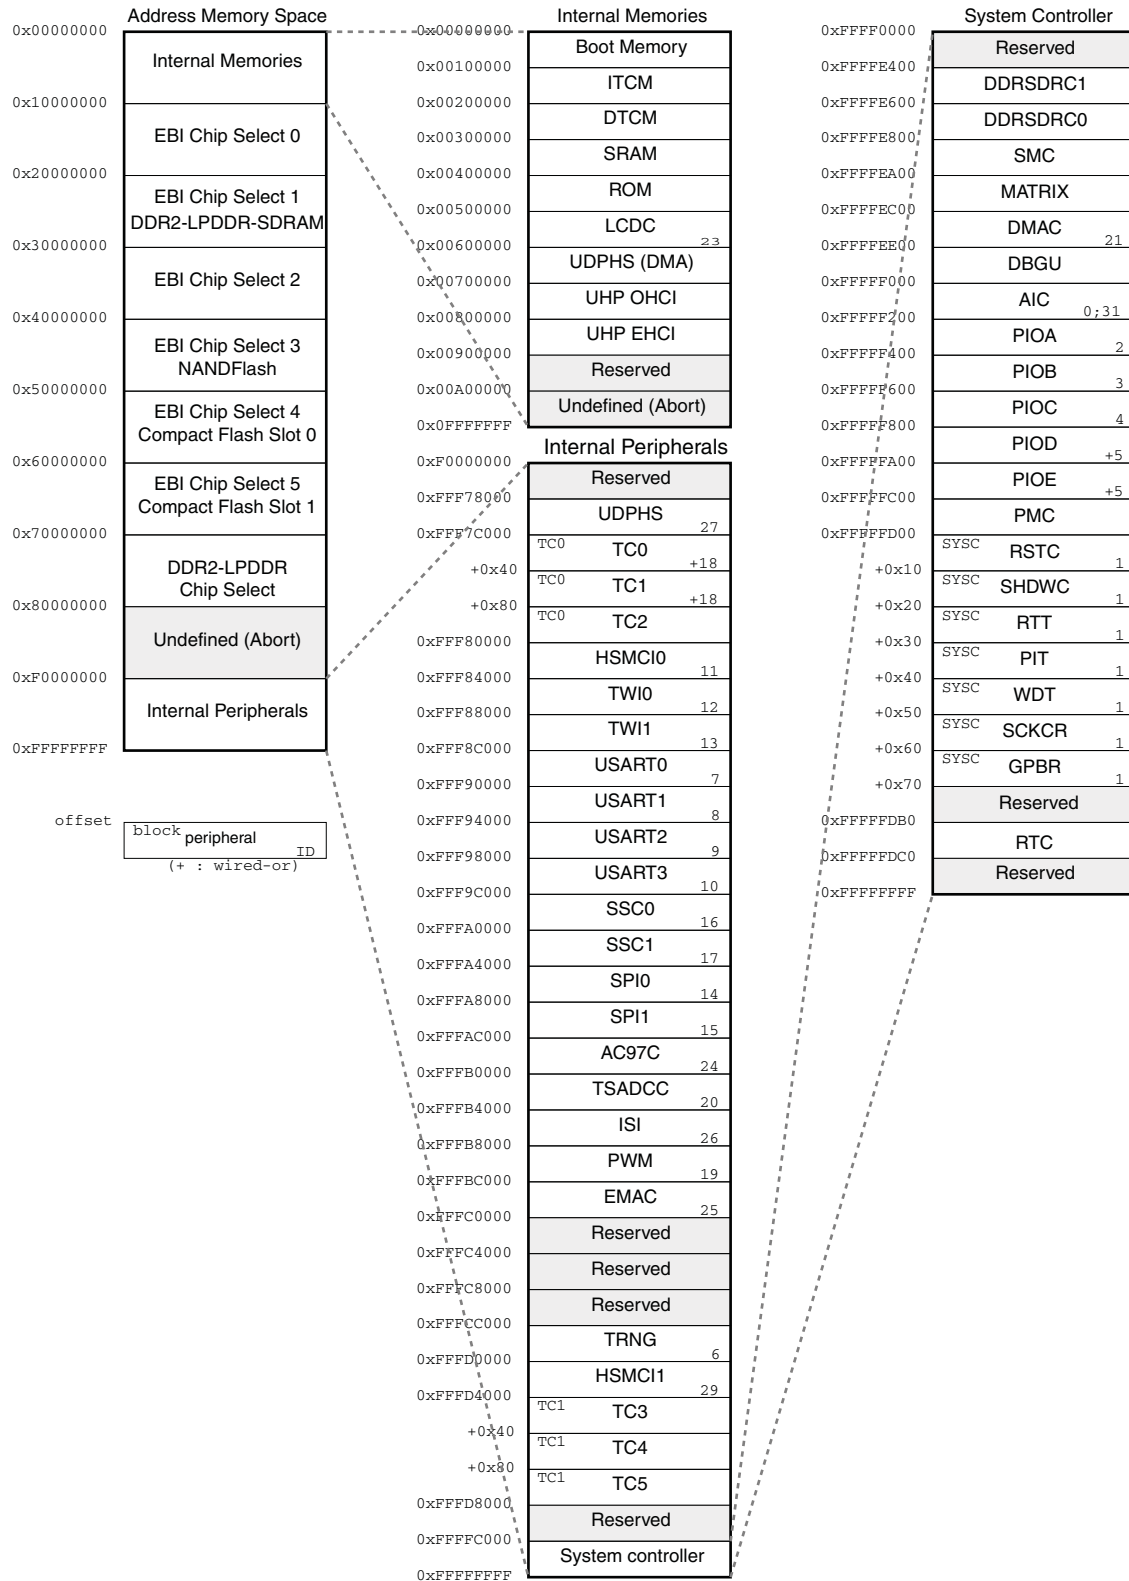 Address Memory Space
0x00000000
Internal Memories
0x10000000
EBI Chip Select 0
0x20000000
EBI Chip Select 1
DDR2-LPDDR-SDRAM
0x30000000
EBI Chip Select 2
0x40000000
EBI Chip Select 3
NANDFlash
0x50000000
EBI Chip Select 4
Compact Flash Slot 0
0x60000000
EBI Chip Select 5
Compact Flash Slot 1
0x70000000
DDR2-LPDDR
Chip Select
0x80000000
Undefined (Abort)
0xF0000000
Internal Peripherals
0xFFFFFFFF
offset
block
peripheral
ID
(+ : wired-or)
Internal Memories
0x00000000
Boot Memory
0x00100000
ITCM
0x00200000
DTCM
0x00300000
SRAM
0x00400000
ROM
0x00500000
LCDC
23
0x00600000
UDPHS (DMA)
0x00700000
UHP OHCI
0x00800000
UHP EHCI
0x00900000
Reserved
0x00A00000
Undefined (Abort)
0x0FFFFFFF
Internal Peripherals
0xF0000000
Reserved
0xFFF78000
UDPHS
27
0xFFF7C000
TC0 TC0
+18
+0x40
TC0 TC1
+18
+0x80
TC0 TC2
0xFFF80000
HSMCI0
11
0xFFF84000
TWI0
12
0xFFF88000
TWI1
13
0xFFF8C000
USART0
7
0xFFF90000
USART1
8
0xFFF94000
USART2
9
0xFFF98000
USART3
10
0xFFF9C000
SSC0
16
0xFFFA0000
SSC1
17
0xFFFA4000
SPI0
14
0xFFFA8000
SPI1
15
0xFFFAC000
AC97C
24
0xFFFB0000
TSADCC
20
0xFFFB4000
ISI
26
0xFFFB8000
PWM
19
0xFFFBC000
EMAC
25
0xFFFC0000
Reserved
0xFFFC4000
Reserved
0xFFFC8000
Reserved
0xFFFCC000
TRNG
6
0xFFFD0000
HSMCI1
29
0xFFFD4000
TC1 TC3
+0x40
TC1 TC4
+0x80
TC1 TC5
0xFFFD8000
Reserved
0xFFFFC000
System controller
0xFFFFFFFF
System Controller
0xFFFF0000
Reserved
0xFFFFE400
DDRSDRC1
0xFFFFE600
DDRSDRC0
0xFFFFE800
SMC
0xFFFFEA00
MATRIX
0xFFFFEC00
DMAC
21
0xFFFFEE00
DBGU
0xFFFFF000
AIC
0;31
0xFFFFF200
PIOA
2
0xFFFFF400
PIOB
3
0xFFFFF600
PIOC
4
0xFFFFF800
PIOD
+5
0xFFFFFA00
PIOE
+5
0xFFFFFC00
PMC
0xFFFFFD00
SYSC RSTC
1
+0x10
SYSC SHDWC
1
+0x20
SYSC RTT
1
+0x30
SYSC PIT
1
+0x40
SYSC WDT
1
+0x50
SYSC SCKCR
1
+0x60
SYSC GPBR
1
+0x70
Reserved
0xFFFFFDB0
RTC
0xFFFFFDC0
Reserved
0xFFFFFFFF